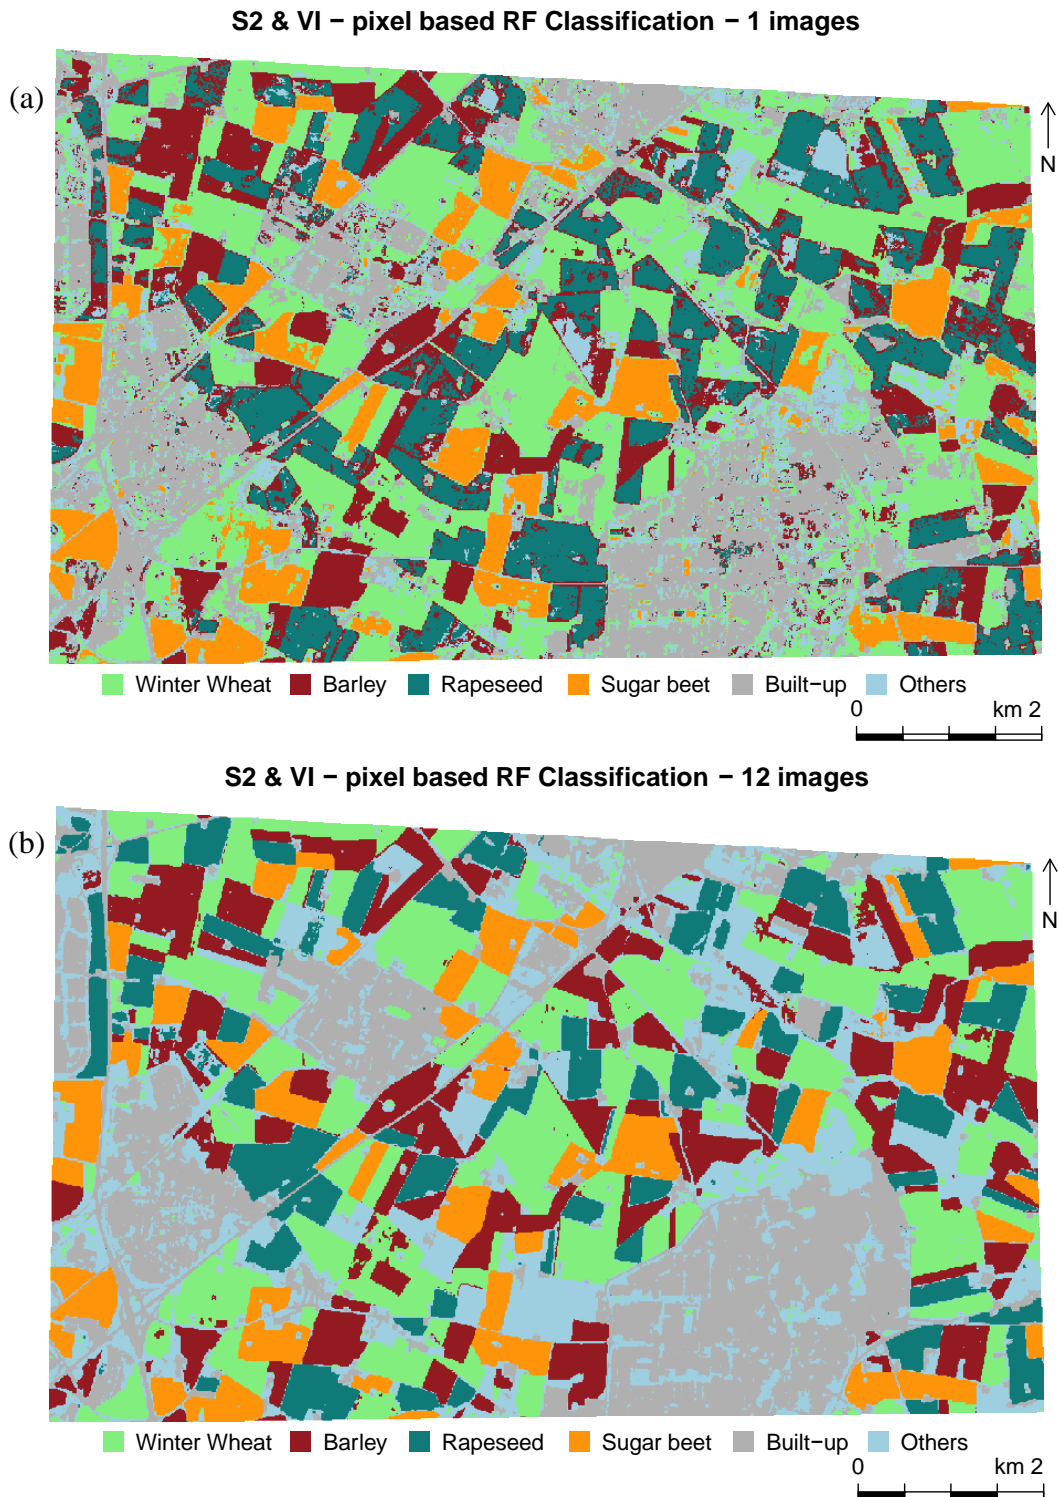 S2 & VI − pixel based RF Classification − 1 images
(a)
N
Winter Wheat Barley Rapeseed Sugar beet Built−up Others
0 km 2
S2 & VI − pixel based RF Classification − 12 images
(b)
N
Winter Wheat Barley Rapeseed Sugar beet Built−up Others
0 km 2